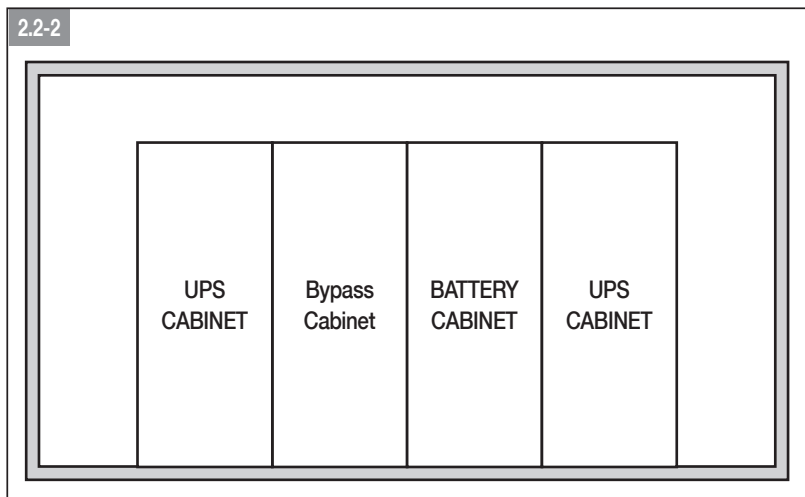 2.2-2
UPS
CABINET
Bypass
Cabinet
BATTERY
CABINET
UPS
CABINET